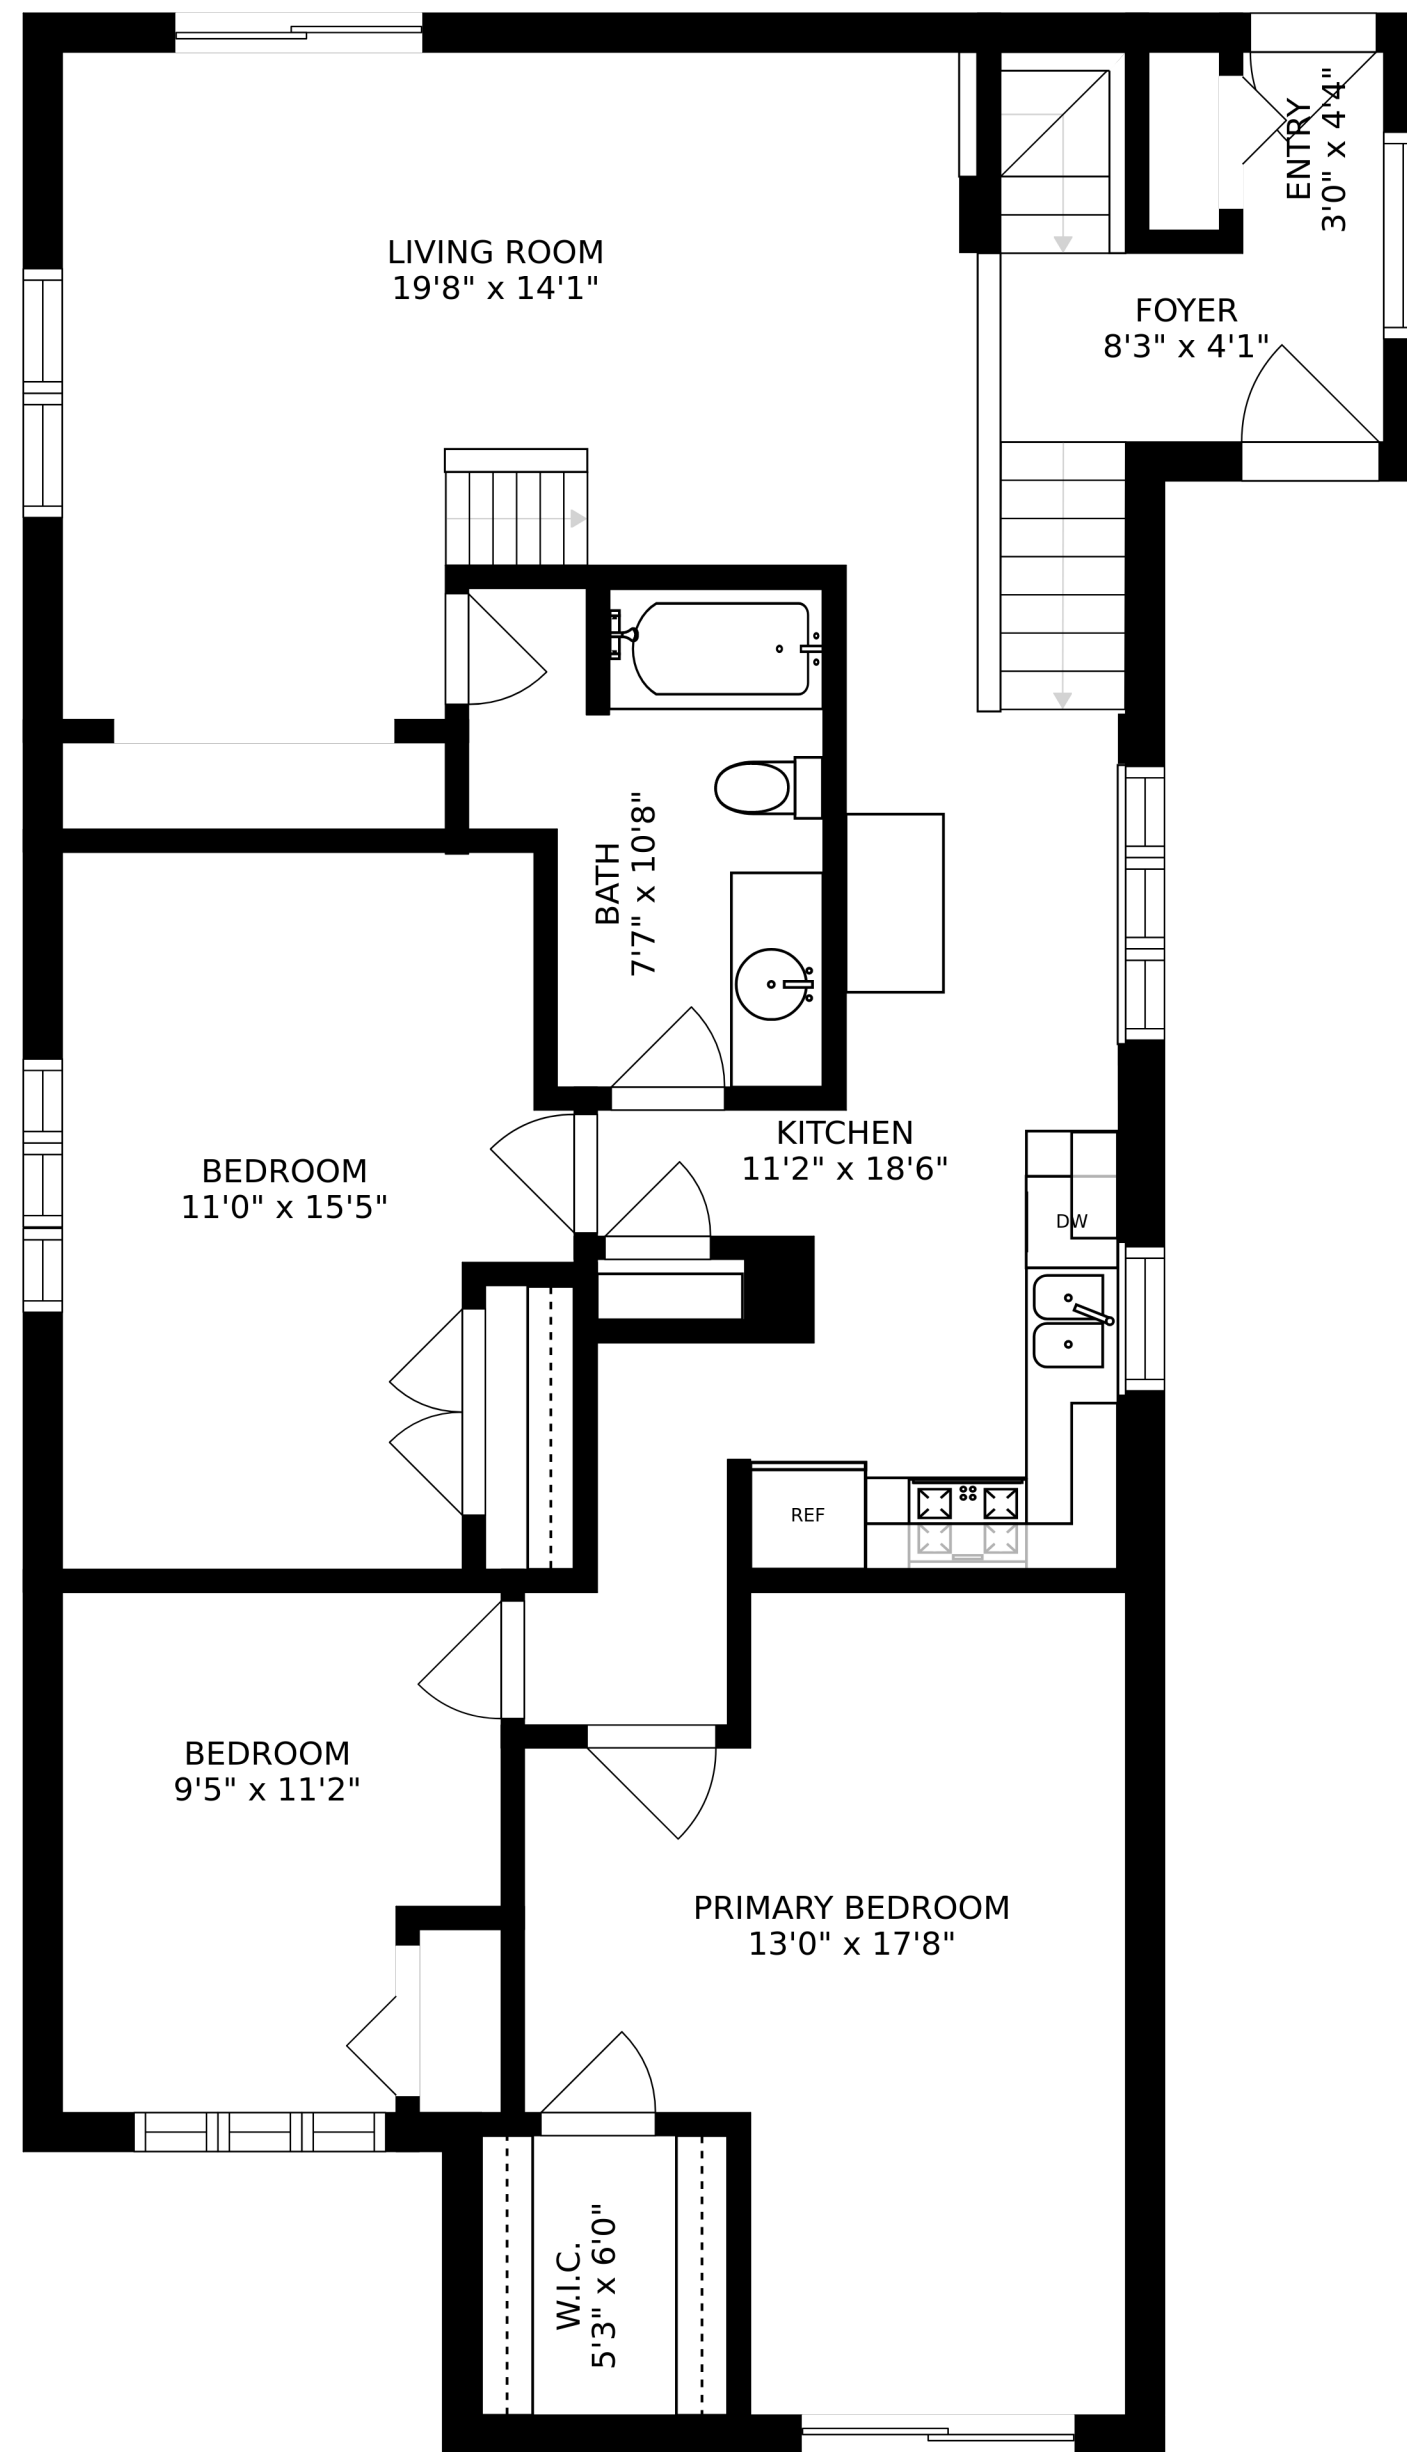 ENTRY
3'0" x 4'4"
LIVING ROOM
19'8" x 14'1"
FOYER
8'3" x 4'1"
BATH
7'7" x 10'8"
KITCHEN
11'2" x 18'6"
BEDROOM
11'0" x 15'5"
DW
REF
BEDROOM
9'5" x 11'2"
PRIMARY BEDROOM
13'0" x 17'8"
W.I.C.
5'3" x 6'0"